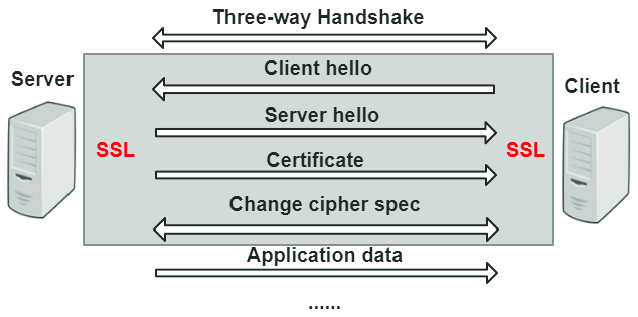 Three-way Handshake
Client hello
Server
Client
Server hello
SSL
SSL
Certificate
Change cipher spec
Application data
......